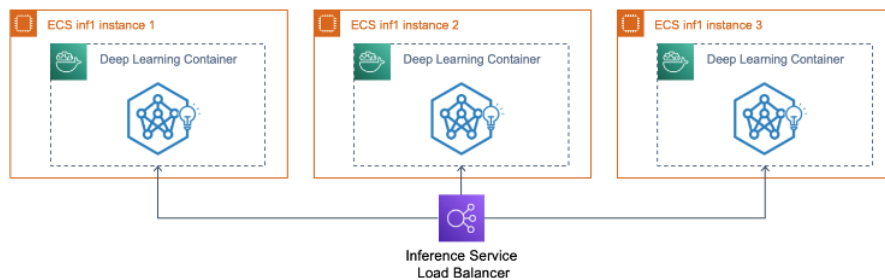 ECS inf1 instance 1
Deep Learning Container
ECS inf1 instance 2
Deep Learning Container
ECS inf1 instance 3
Deep Learning Container
Inference Service
Load Balancer